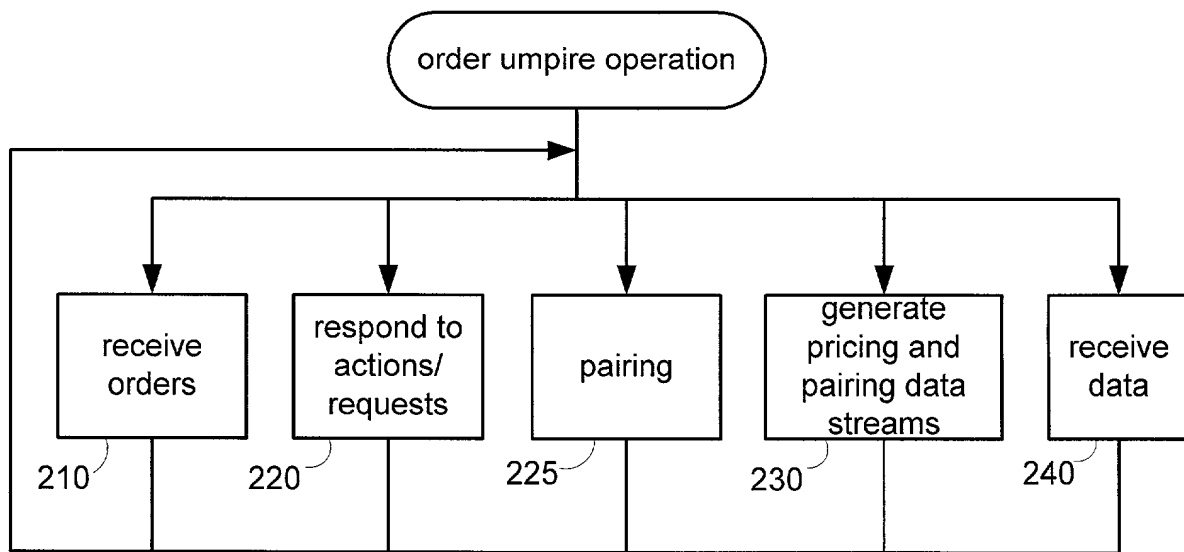 order umpire operation
receive
orders
210
respond to
actions/
requests
220
pairing
225
generate
pricing and
pairing data
streams
230
receive
data
240